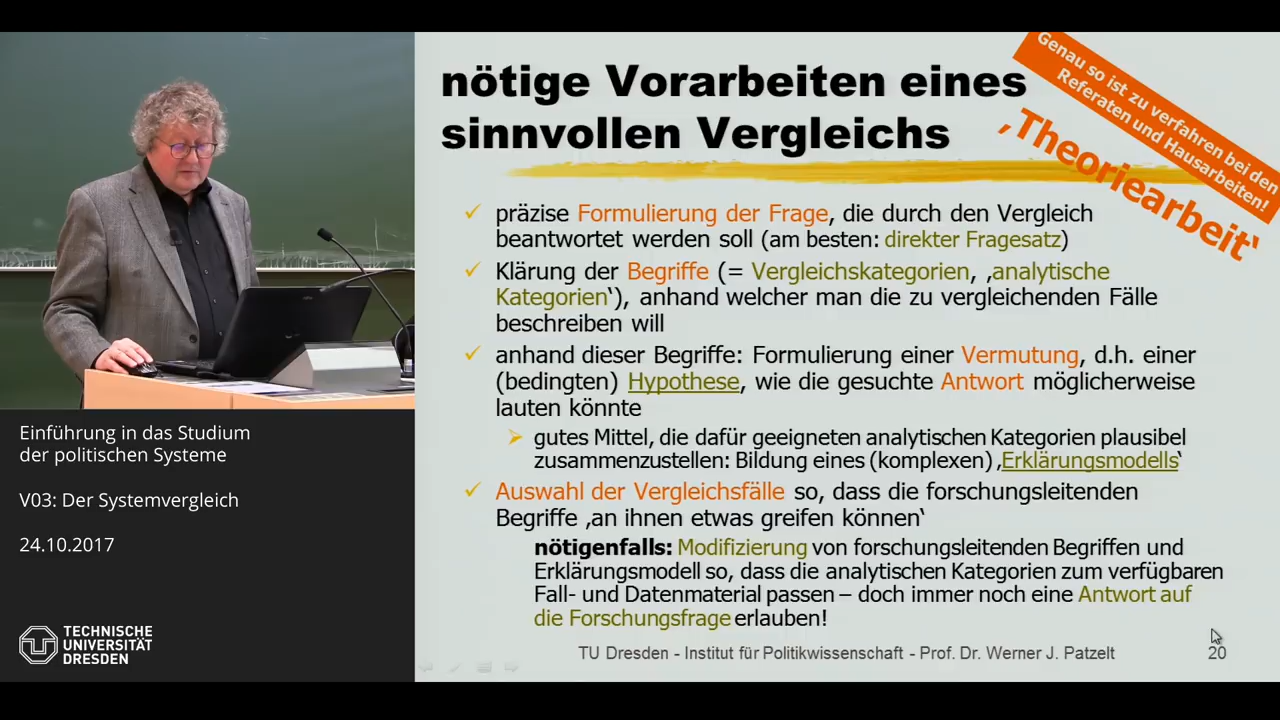 nötige Vorarbeiten eines
sinnvollen Vergleichs
Genau so ist zu verfahren bei den
Referaten und Hausarbeiten!
‚Theoriearbeit‘
präzise Formulierung der Frage, die durch den Vergleich
beantwortet werden soll (am besten: direkter Fragesatz)
Klärung der Begriffe (= Vergleichskategorien, ‚analytische
Kategorien‘), anhand welcher man die zu vergleichenden Fälle
beschreiben will
anhand dieser Begriffe: Formulierung einer Vermutung, d.h. einer
(bedingten) Hypothese, wie die gesuchte Antwort möglicherweise
lauten könnte
gutes Mittel, die dafür geeigneten analytischen Kategorien plausibel
zusammenzustellen: Bildung eines (komplexen) ‚Erklärungsmodells‘
Auswahl der Vergleichsfälle so, dass die forschungsleitenden
Begriffe ‚an ihnen etwas greifen können‘
nötigenfalls: Modifizierung von forschungsleitenden Begriffen und
Erklärungsmodell so, dass die analytischen Kategorien zum verfügbaren
Fall- und Datenmaterial passen – doch immer noch eine Antwort auf
die Forschungsfrage erlauben!
TU Dresden - Institut für Politikwissenschaft - Prof. Dr. Werner J. Patzelt
20
Einführung in das Studium
der politischen Systeme
V03: Der Systemvergleich
24.10.2017
TECHNISCHE
UNIVERSITÄT
DRESDEN